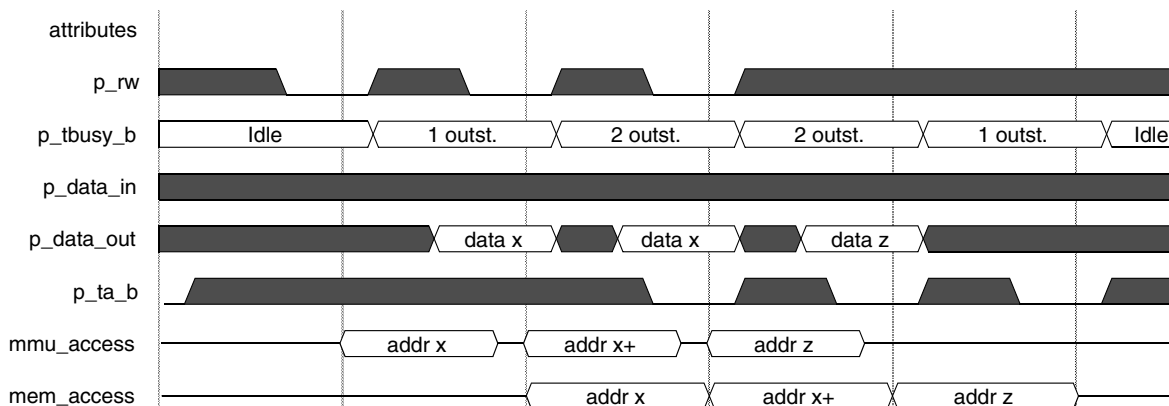 attributes
p_rw
p_tbusy_b Idle 1 outst. 2 outst. 2 outst. 1 outst. Idle
p_data_in
p_data_out data x data x data z
p_ta_b
mmu_access addr x addr x+ addr z
mem_access addr x addr x+ addr z